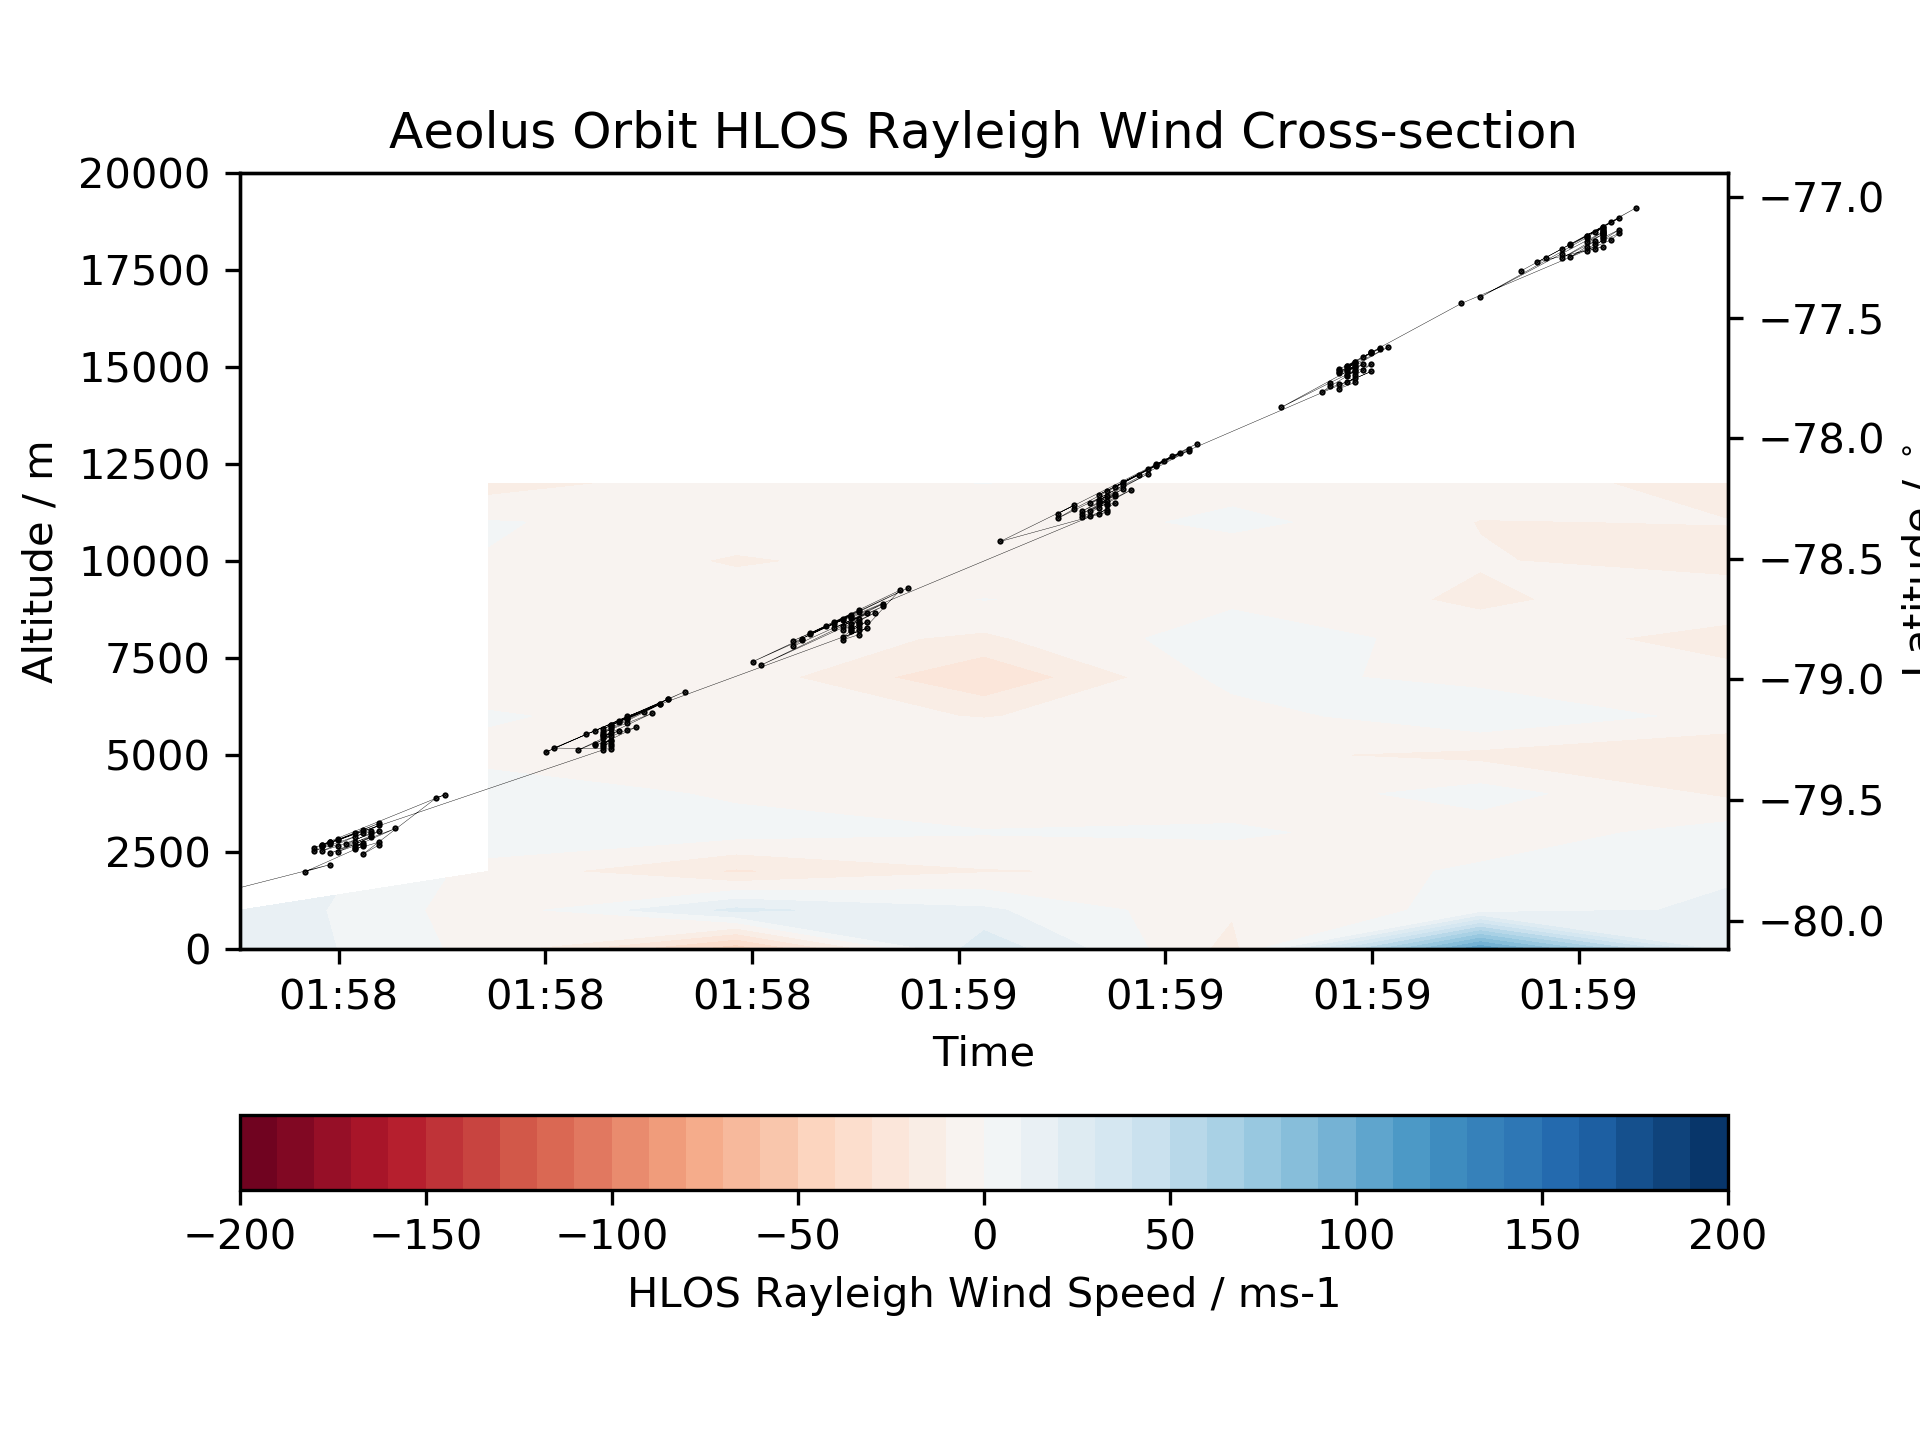 Aeolus Orbit HLOS Rayleigh Wind Cross-section
20000
17500
15000
12500
10000
7500
5000
2500
0
Altitude / m
−77.0
−77.5
−78.0
−78.5
−79.0
−79.5
−80.0
Latitude / °
01:58 01:58 01:58 01:59 01:59 01:59 01:59
Time
−200 −150 −100 −50 0 50 100 150 200
HLOS Rayleigh Wind Speed / ms-1